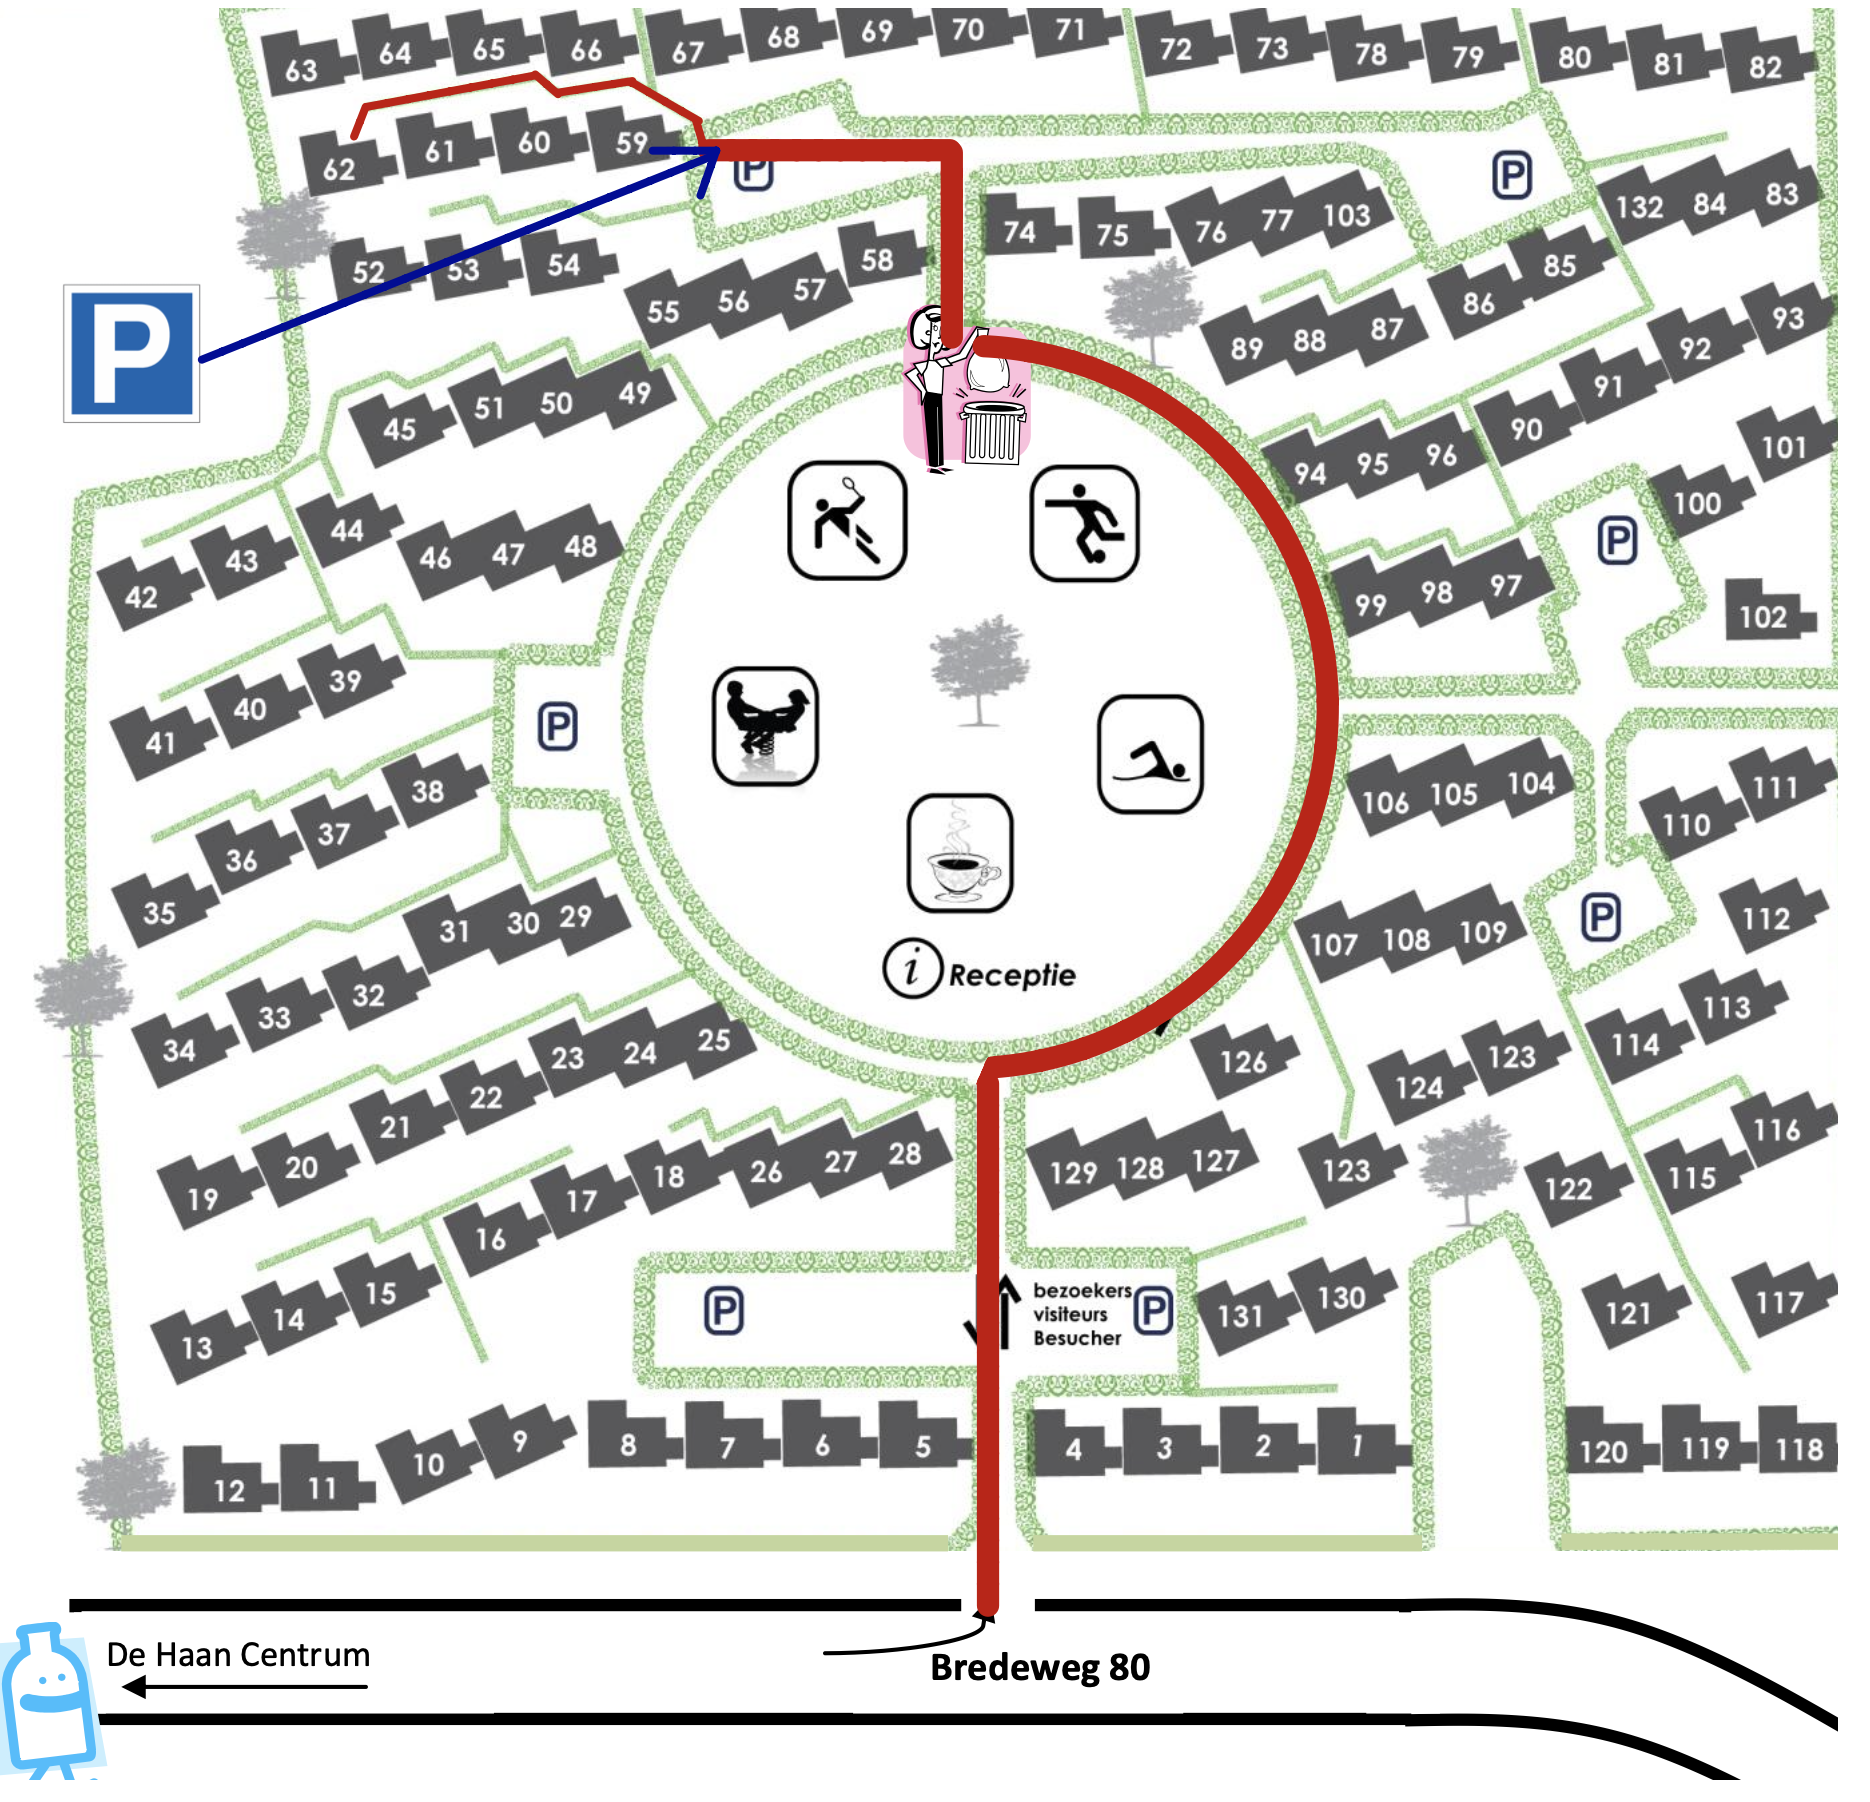 63 64 65 66 67 68 69 70 71 72 73 78 79 80 81 82
62 61 60 59 P P 132 84 83
52 53 54 55 56 57 58 74 75 76 77 103 85 86
P
89 88 87 92 93
45 51 50 49 94 95 96 90 91 101
42 43 44 46 47 48 99 98 97 P 100
102
41 40 39 P
106 105 104 110 111
35 36 37 38
107 108 109 P 112
34 33 32 31 30 29
i Receptie
19 20 21 22 23 24 25 126 124 123 114 113
18 26 27 28 129 128 127 123 122 115 116
13 14 15 16 17
P
bezoekers
visiteurs
Besucher
P
131 130 121 117
12 11 10 9 8 7 6 5 4 3 2 1 120 119 118
De Haan Centrum
Bredeweg 80